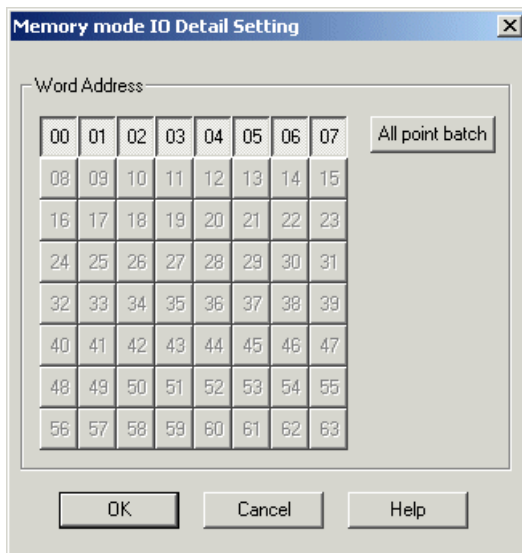 Memory mode IO Detail Setting
Word Address
00 01 02 03 04 05 06 07 All point batch
08 09 10 11 12 13 14 15
16 17 18 19 20 21 22 23
24 25 26 27 28 29 30 31
32 33 34 35 36 37 38 39
40 41 42 43 44 45 46 47
48 49 50 51 52 53 54 55
56 57 58 59 60 61 62 63
OK Cancel Help